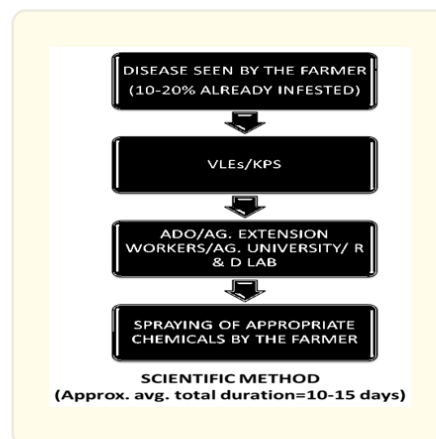 DISEASE SEEN BY THE FARMER
(10-20% ALREADY INFESTED)
VLEs/KPS
ADO/AG. EXTENSION
WORKERS/AG. UNIVERSITY/ R
& D LAB
SPRAYING OF APPROPRIATE
CHEMICALS BY THE FARMER
SCIENTIFIC METHOD
(Approx. avg. total duration=10-15 days)